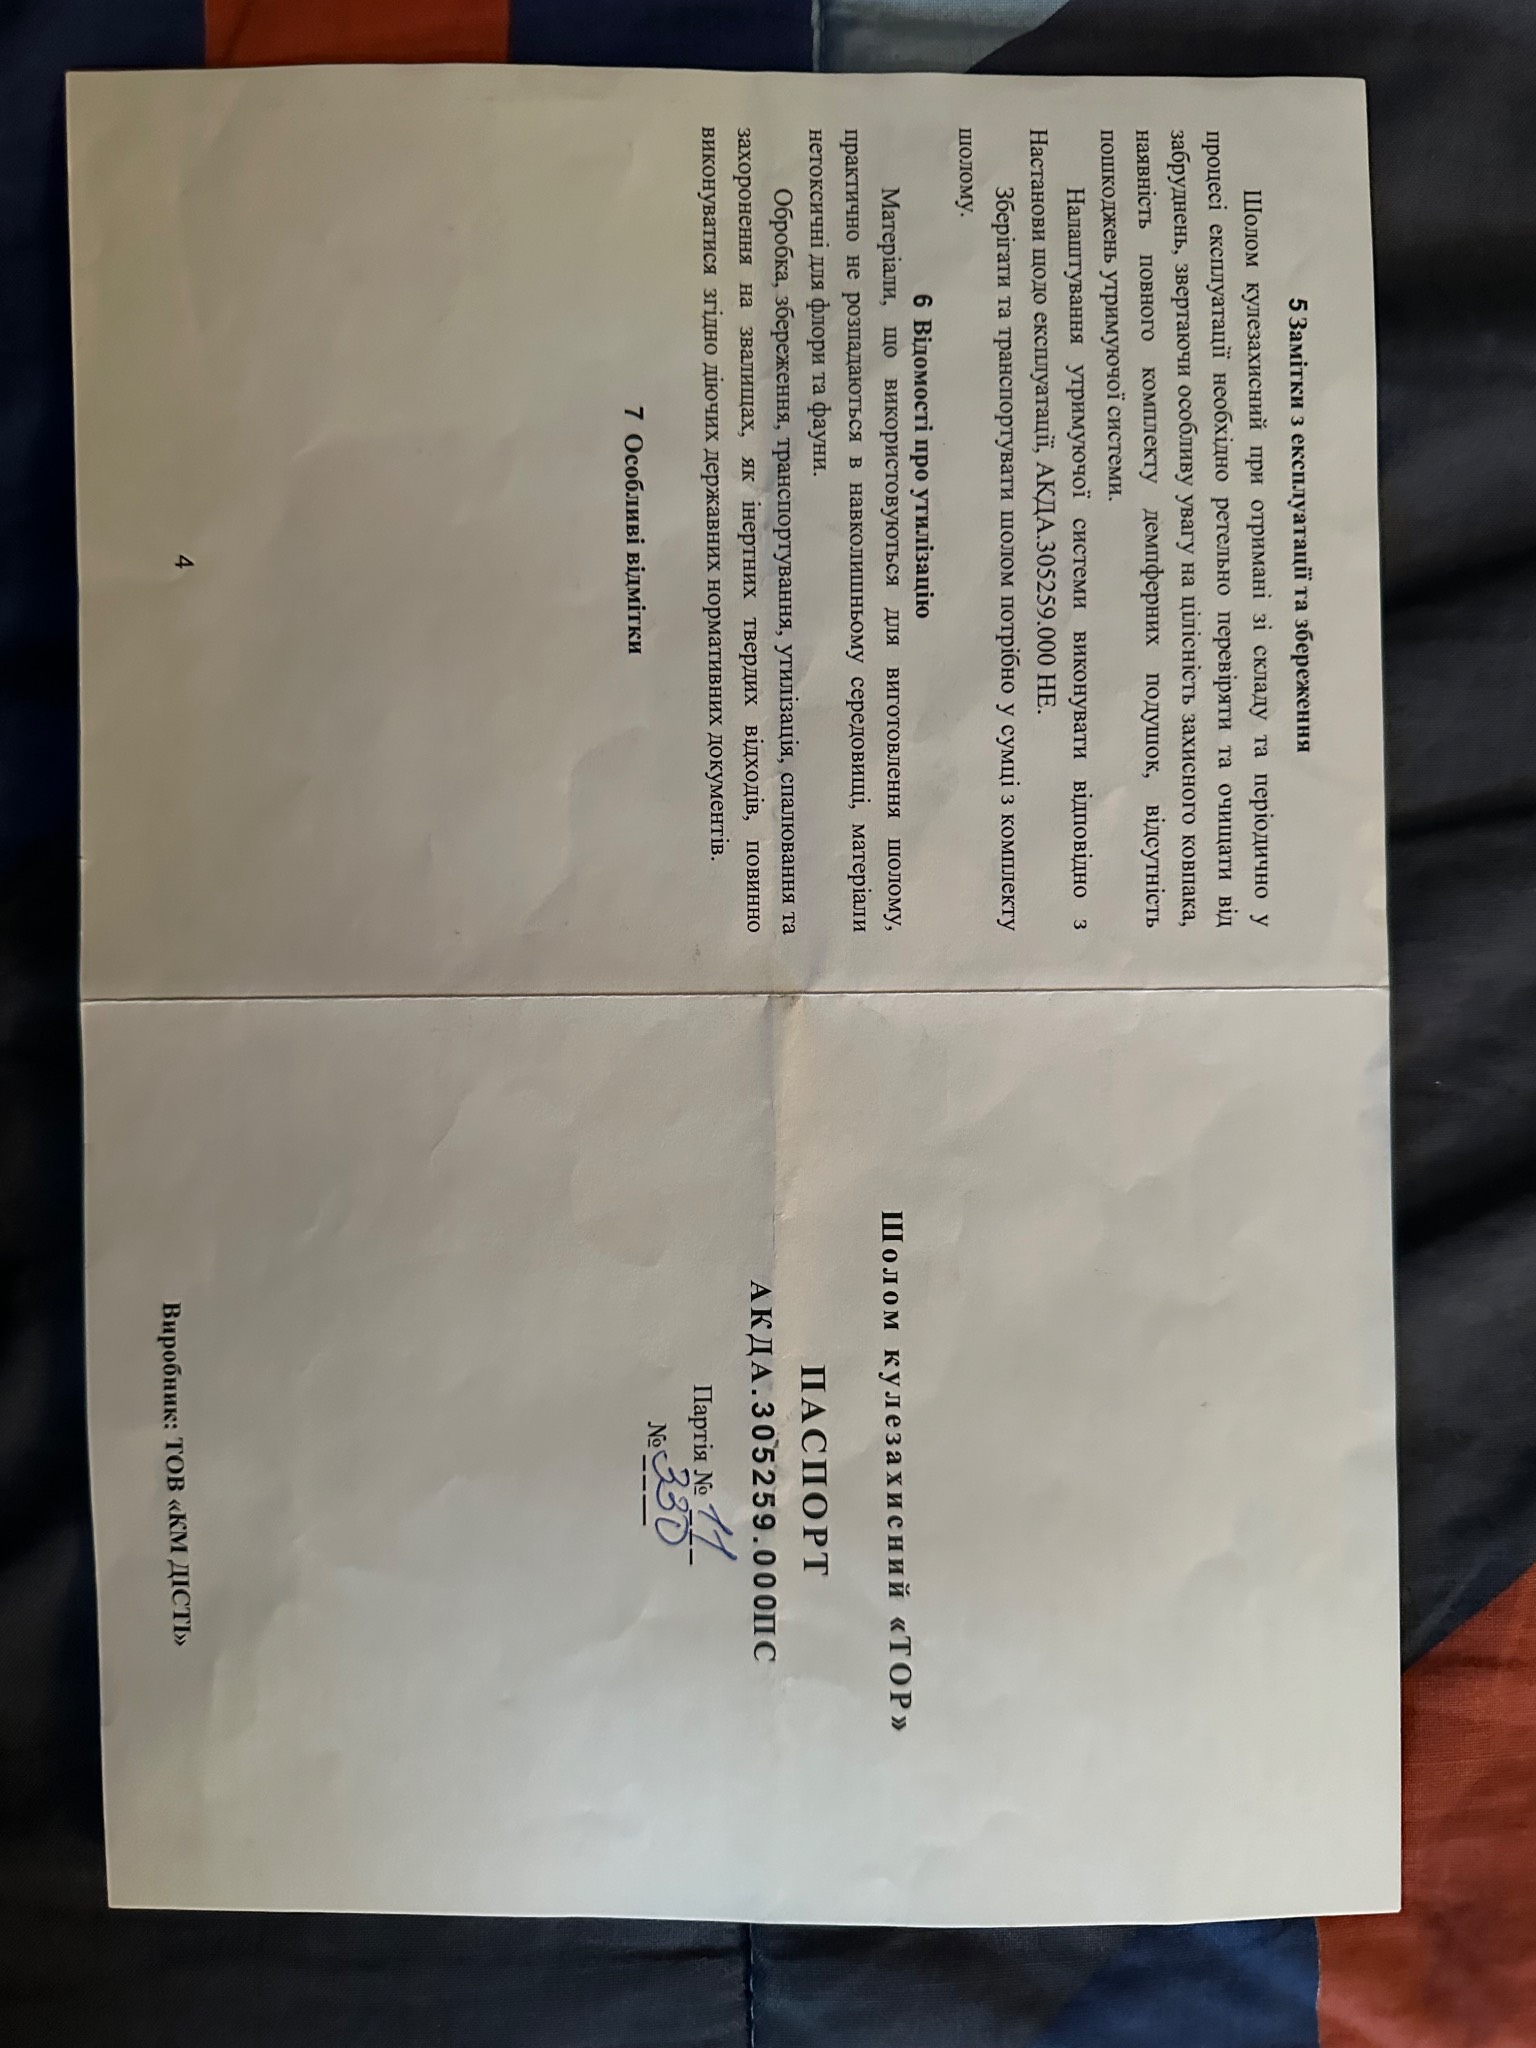 5 Замітки з експлуатації та збереження
Шолом кулезахисний при отримані зі складу та періодично у
процесі експлуатації необхідно ретельно перевіряти та очищати від
забруднень, звертаючи особливу увагу на цілісність захисного ковпака,
наявність повного комплекту демпферних подушок, відсутність
пошкоджень утримуючої системи.
Налаштування утримуючої системи виконувати відповідно з
Настанови щодо експлуатації, АКДА.305259.000 НЕ.
Зберігати та транспортувати шолом потрібно у сумці з комплекту
шолому.
6 Відомості про утилізацію
Матеріали, що використовуються для виготовлення шолому,
практично не розпадаються в навколишньому середовищі, матеріали
нетоксичні для флори та фауни.
Обробка, збереження, транспортування, утилізація, спалювання та
захоронення на звалищах, як інертних твердих відходів, повинно
виконуватися згідно діючих державних нормативних документів.
7 Особливі відмітки
4
Шолом кулезахисний «ТОР»
ПАСПОРТ
АКДА.305259.000ПС
Партія № 11
№ 330
Виробник: ТОВ «КМ ДІСТІ»